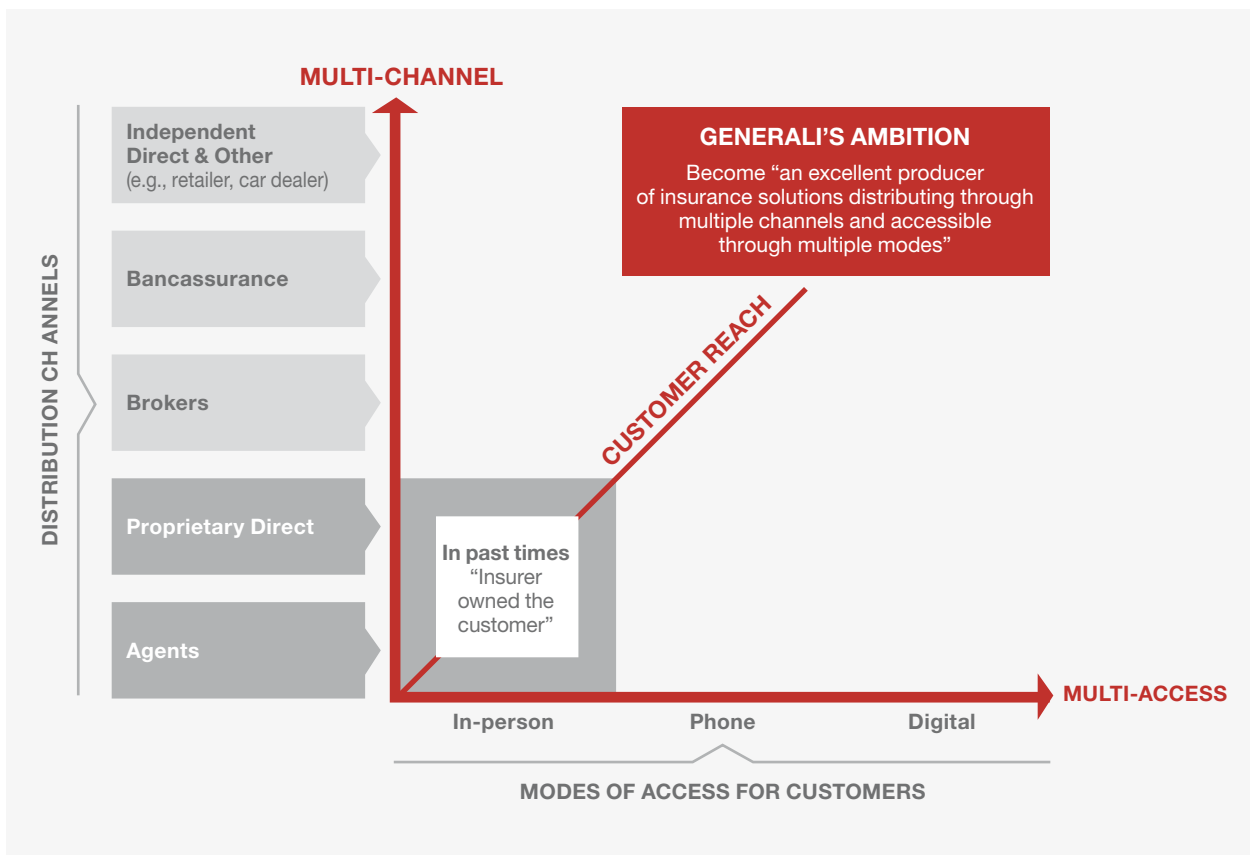 MULTI-CHANNEL
DISTRIBUTION CH ANNELS
Independent
Direct & Other
(e.g., retailer, car dealer)
Bancassurance
Brokers
Proprietary Direct
Agents
GENERALI’S AMBITION
Become “an excellent producer
of insurance solutions distributing through
multiple channels and accessible
through multiple modes”
CUSTOMER REACH
In past times
“Insurer
owned the
customer”
MULTI-ACCESS
In-person
Phone
Digital
MODES OF ACCESS FOR CUSTOMERS